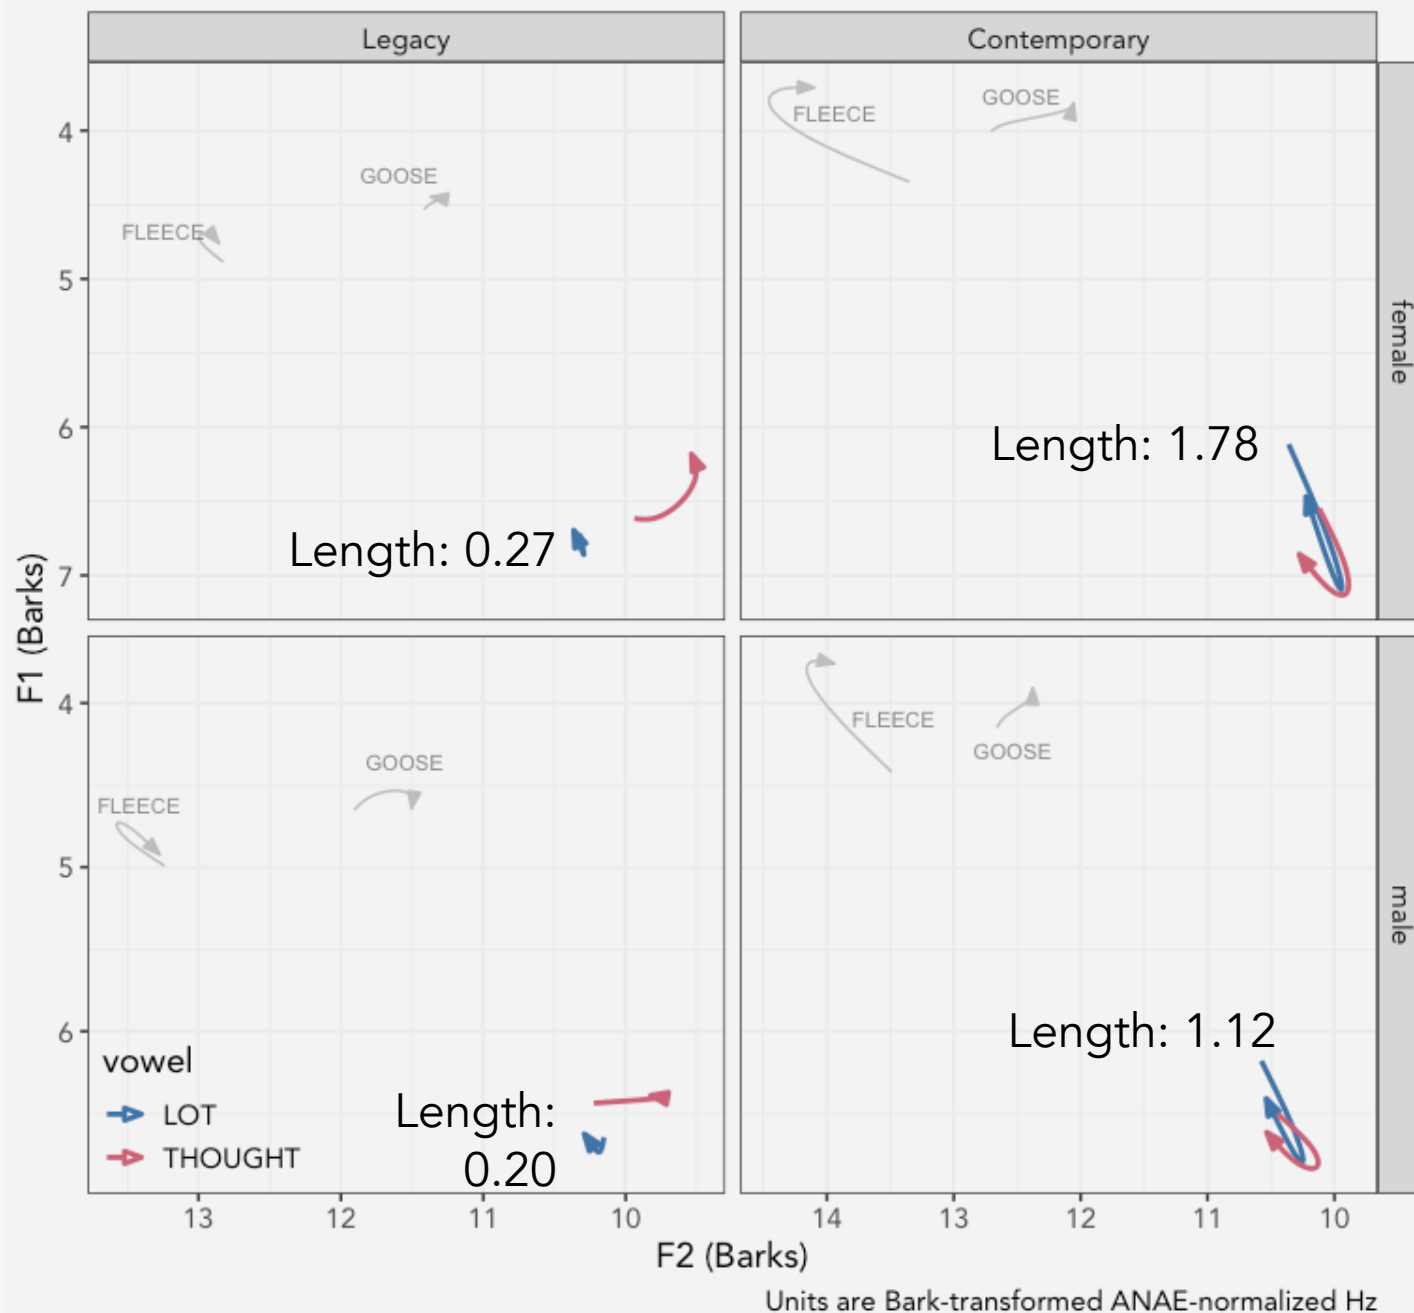 Legacy
Contemporary
4
5
6
7
FLEECE
GOOSE
Length: 0.27
FLEECE
GOOSE
Length: 1.78
female
F1 (Barks)
4
5
6
FLEECE
GOOSE
vowel
LOT
THOUGHT
Length:
0.20
FLEECE
GOOSE
Length: 1.12
male
13
12
11
10
14
13
12
11
10
F2 (Barks)
Units are Bark-transformed ANAE-normalized Hz